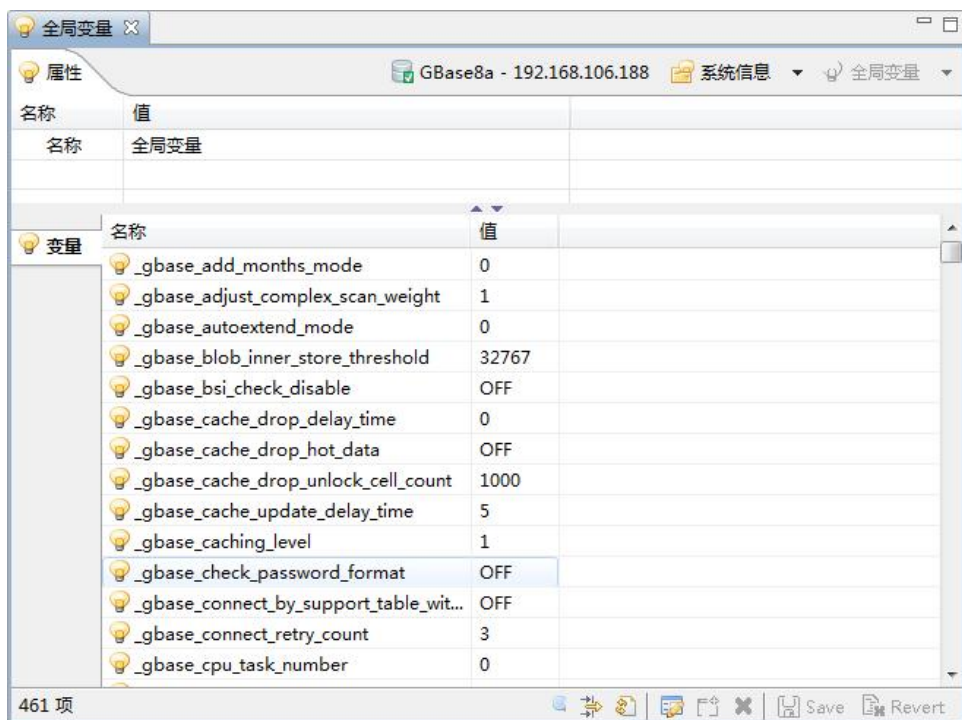 全局变量
属性 GBase8a - 192.168.106.188 系统信息 全局变量
名称 值
名称 全局变量
变量
名称 值
_gbase_add_months_mode 0
_gbase_adjust_complex_scan_weight 1
_gbase_autoextend_mode 0
_gbase_blob_inner_store_threshold 32767
_gbase_bsi_check_disable OFF
_gbase_cache_drop_delay_time 0
_gbase_cache_drop_hot_data OFF
_gbase_cache_drop_unlock_cell_count 1000
_gbase_cache_update_delay_time 5
_gbase_caching_level 1
_gbase_check_password_format OFF
_gbase_connect_by_support_table_wit... OFF
_gbase_connect_retry_count 3
_gbase_cpu_task_number 0
461 项 Save Revert